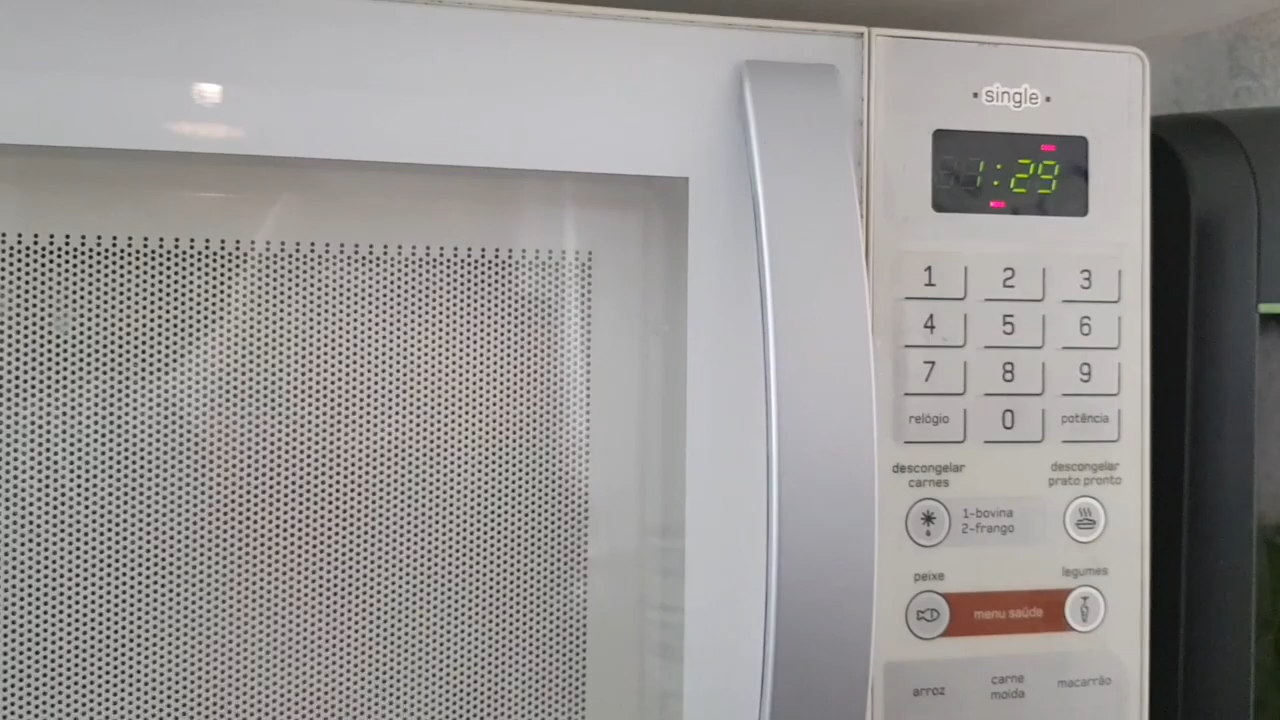 single
1:29
1 2 3
4 5 6
7 8 9
relógio 0 potência
descongelar carnes
descongelar prato pronto
1-bovina
2-frango
peixe
legumes
menu saúde
arroz
carne moída
macarrão